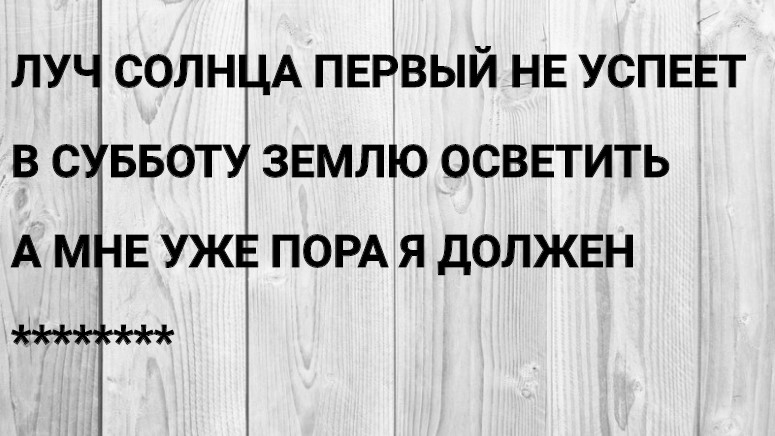 ЛУЧ СОЛНЦА ПЕРВЫЙ НЕ УСПЕЕТ
В СУББОТУ ЗЕМЛЮ ОСВЕТИТЬ
А МНЕ УЖЕ ПОРА Я ДОЛЖЕН
********